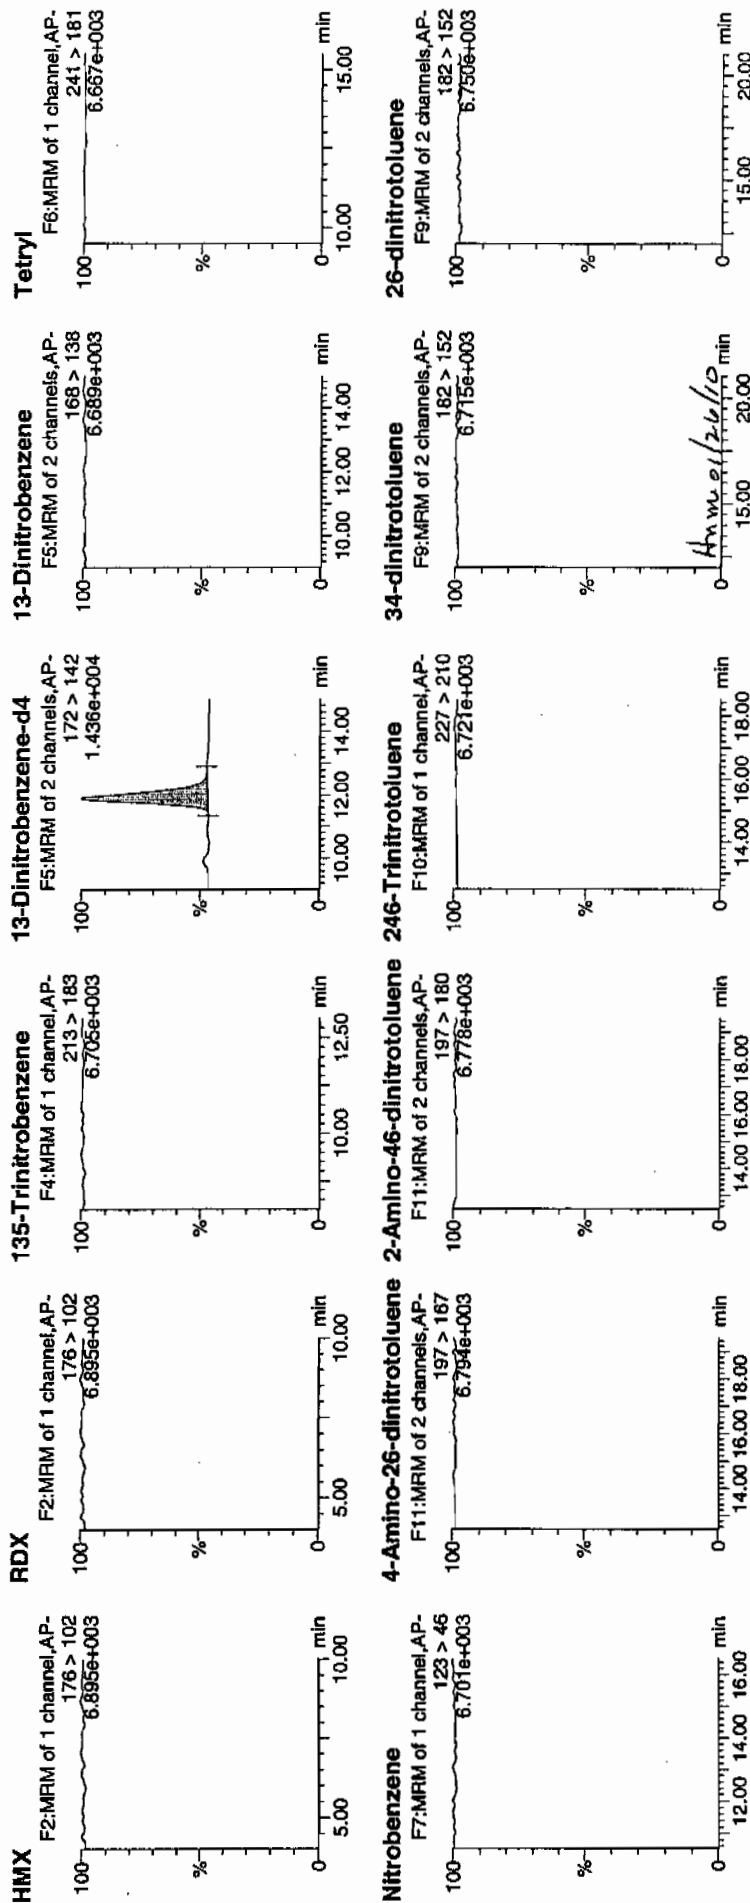 HMX
F2:MRM of 1 channel,AP-
176 > 102
6.895e+003
100
%
0
5.00
10.00
min
RDX
F2:MRM of 1 channel,AP-
176 > 102
6.895e+003
100
%
0
5.00
10.00
min
135-Trinitrobenzene
F4:MRM of 1 channel,AP-
213 > 183
6.705e+003
100
%
0
10.00
12.50
min
13-Dinitrobenzene-d4
F5:MRM of 2 channels,AP-
172 > 142
1.436e+004
100
%
0
10.00
12.00
14.00
min
13-Dinitrobenzene
F5:MRM of 2 channels,AP-
168 > 138
6.689e+003
100
%
0
10.00
12.00
14.00
min
Tetryl
F6:MRM of 1 channel,AP-
241 > 181
6.667e+003
100
%
0
10.00
15.00
min
Nitrobenzene
F7:MRM of 1 channel,AP-
123 > 46
6.701e+003
100
%
0
12.00
14.00
16.00
min
4-Amino-26-dinitrotoluene
F11:MRM of 2 channels,AP-
197 > 167
6.794e+003
100
%
0
14.00
16.00
18.00
min
2-Amino-46-dinitrotoluene
F11:MRM of 2 channels,AP-
197 > 180
6.778e+003
100
%
0
14.00
16.00
18.00
min
246-Trinitrotoluene
F10:MRM of 1 channel,AP-
227 > 210
6.721e+003
100
%
0
14.00
16.00
18.00
min
34-dinitrotoluene
F9:MRM of 2 channels,AP-
182 > 152
6.715e+003
100
%
0
15.00
20.00
min
01/26/10
26-dinitrotoluene
F9:MRM of 2 channels,AP-
182 > 152
6.750e+003
100
%
0
15.00
20.00
min